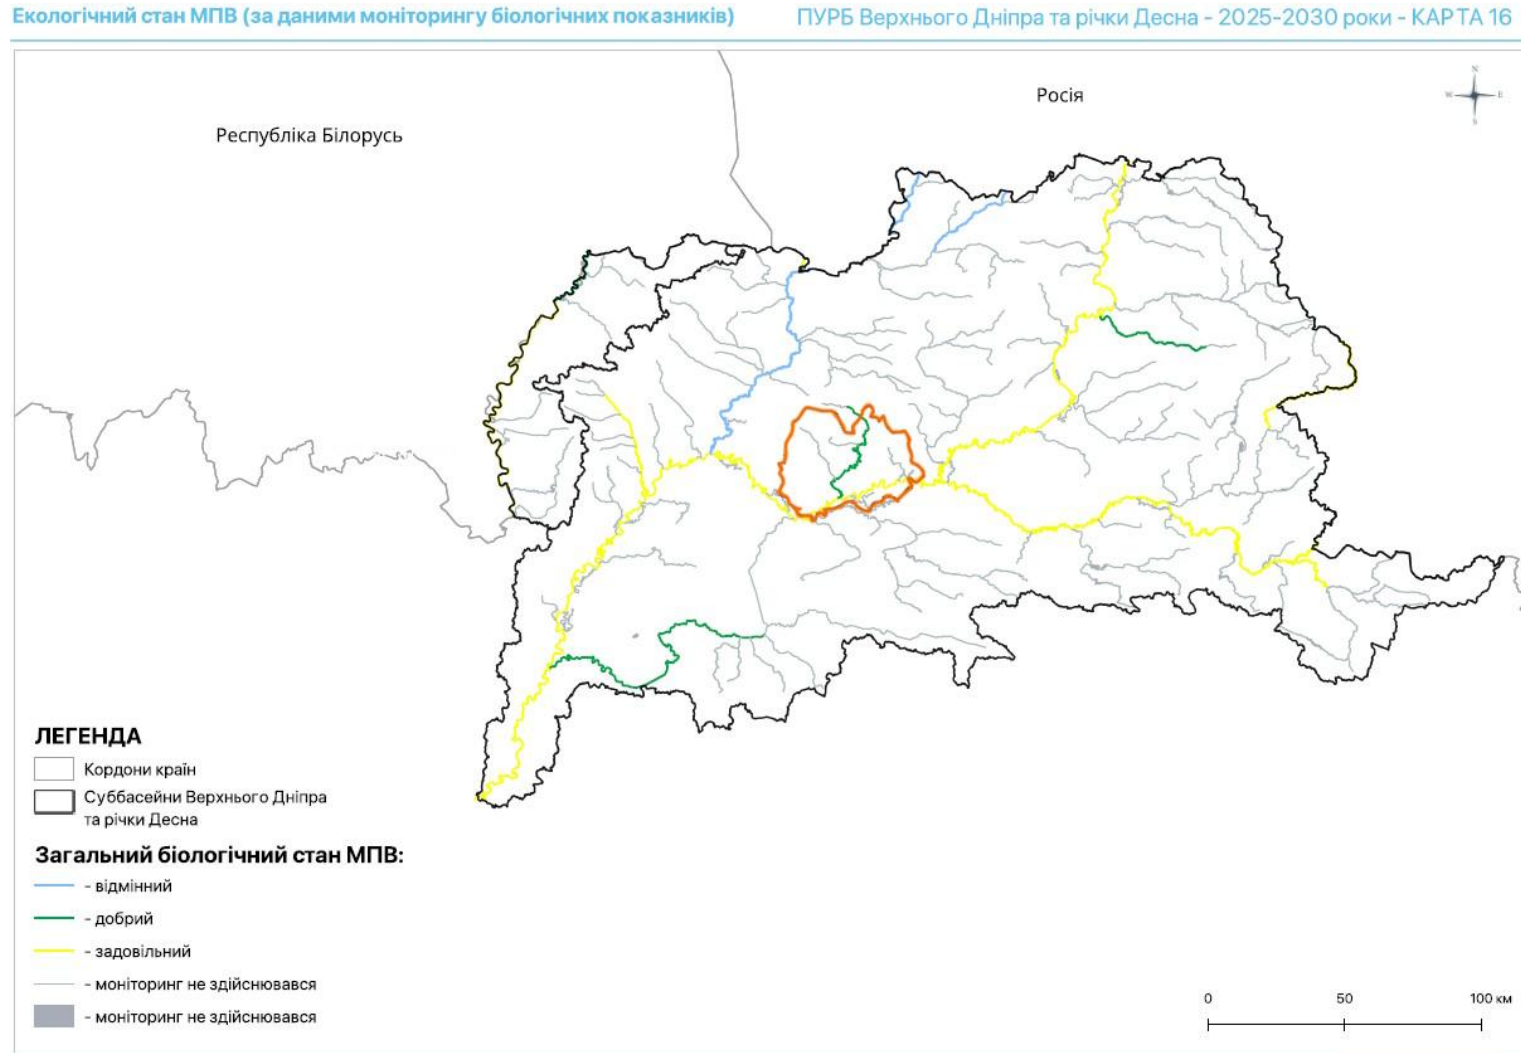 Екологічний стан МПВ (за даними моніторингу біологічних показників)
ПУРБ Верхнього Дніпра та річки Десна - 2025-2030 роки - КАРТА 16
Росія
N
W
E
S
Республіка Білорусь
ЛЕГЕНДА
Кордони країн
Суббасейни Верхнього Дніпра
та річки Десна
Загальний біологічний стан МПВ:
- відмінний
- добрий
- задовільний
- моніторинг не здійснювався
- моніторинг не здійснювався
0 50 100 км